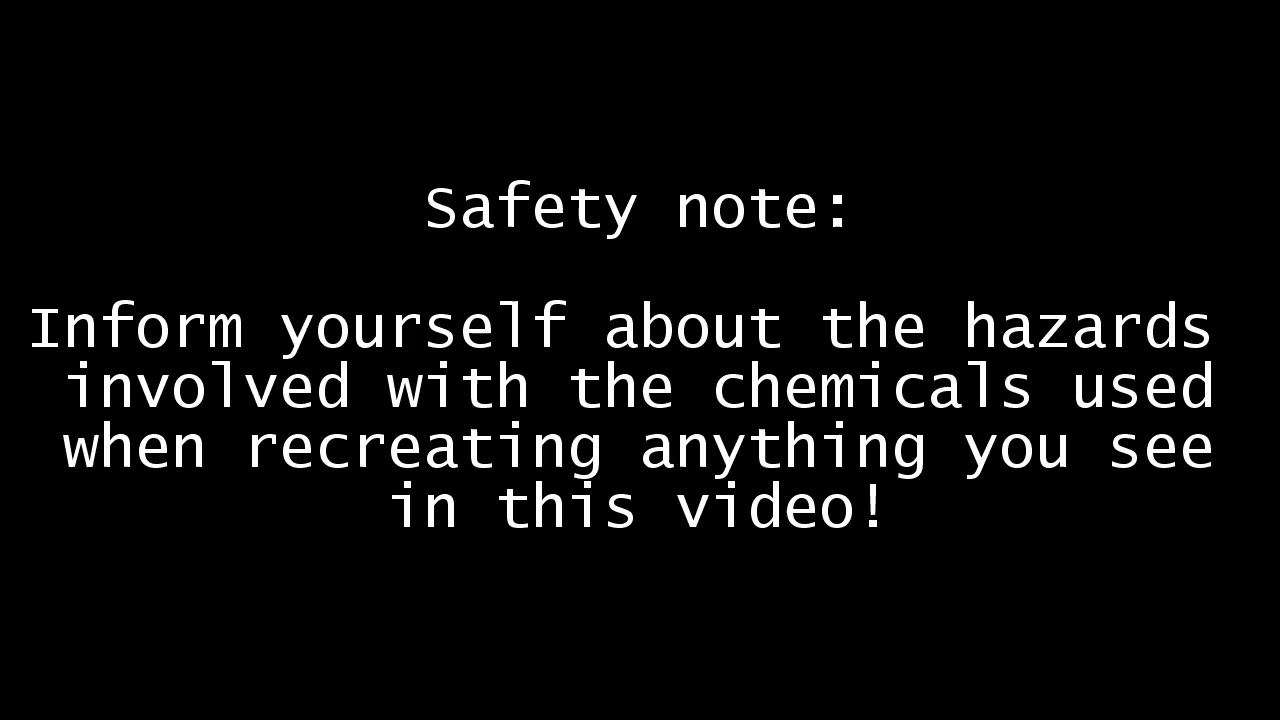 Safety note:
Inform yourself about the hazards
involved with the chemicals used
when recreating anything you see
in this video!